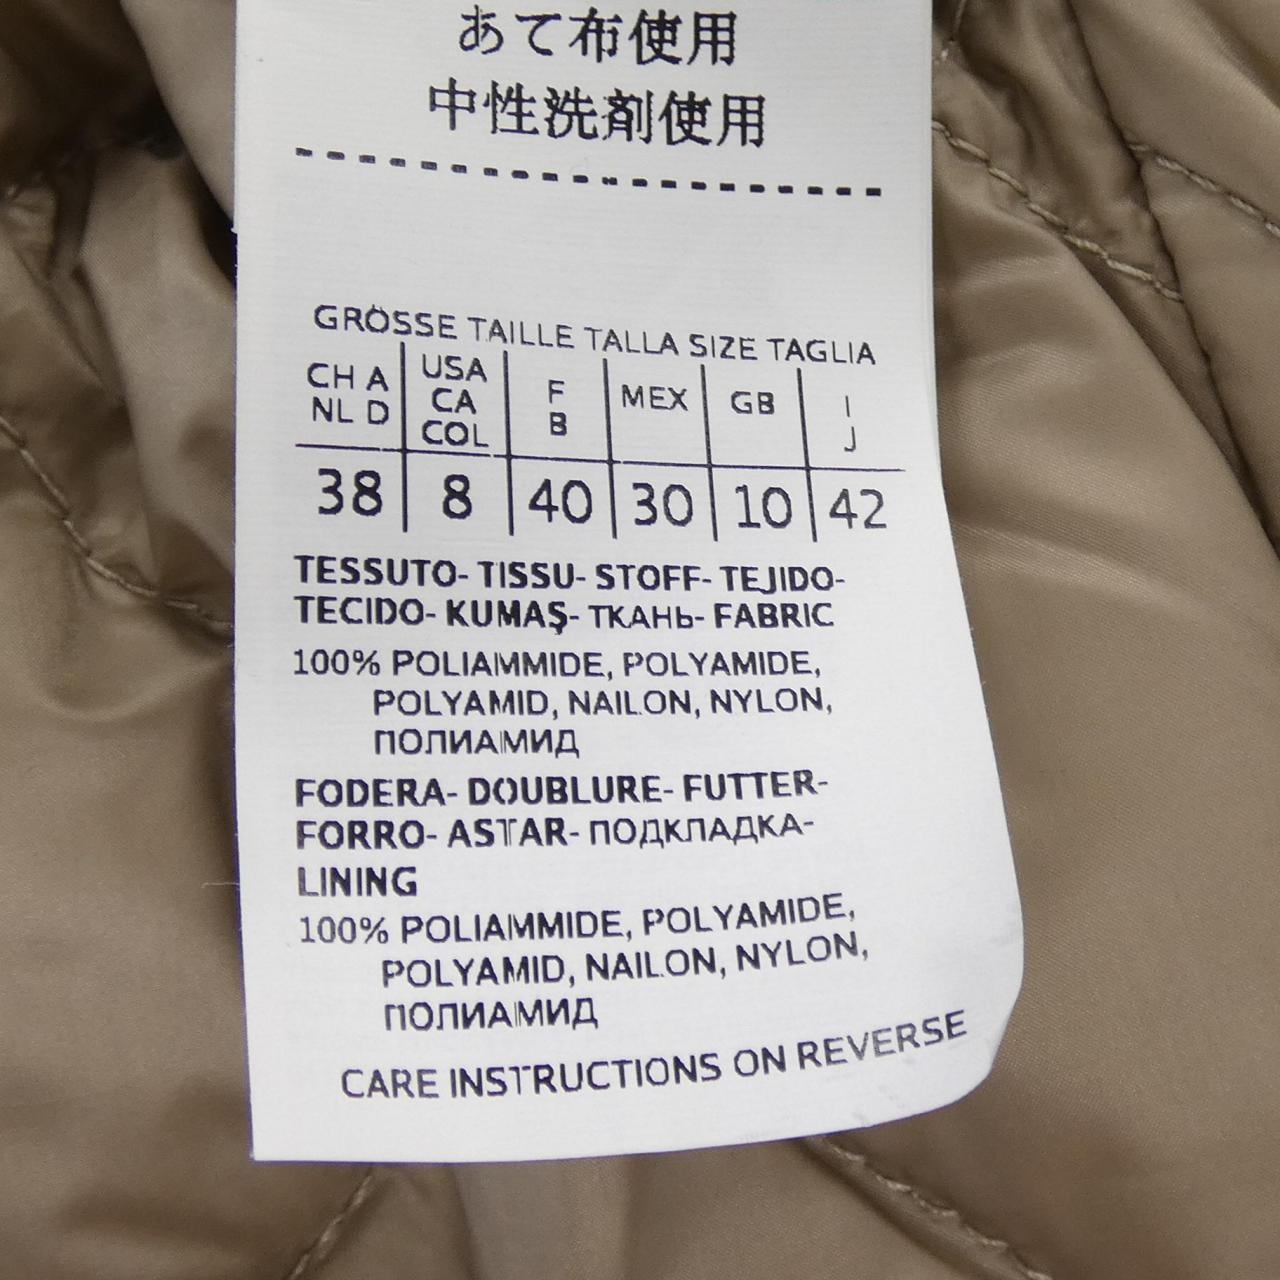 あて布使用
中性洗剤使用
GRÖSSE TAILLE TALLA SIZE TAGLIA
CH A NL D | USA CA COL | F B | MEX | GB | I J
38 | 8 | 40 | 30 | 10 | 42
TESSUTO- TISSU- STOFF- TEJIDO-
TECIDO- KUMAŞ- ТКАНЬ- FABRIC
100% POLIAMMIDE, POLYAMIDE,
POLYAMID, NAILON, NYLON,
ПОЛИАМИД
FODERA- DOUBLURE- FUTTER-
FORRO- ASTAR- ПОДКЛАДКА-
LINING
100% POLIAMMIDE, POLYAMIDE,
POLYAMID, NAILON, NYLON,
ПОЛИАМИД
CARE INSTRUCTIONS ON REVERSE